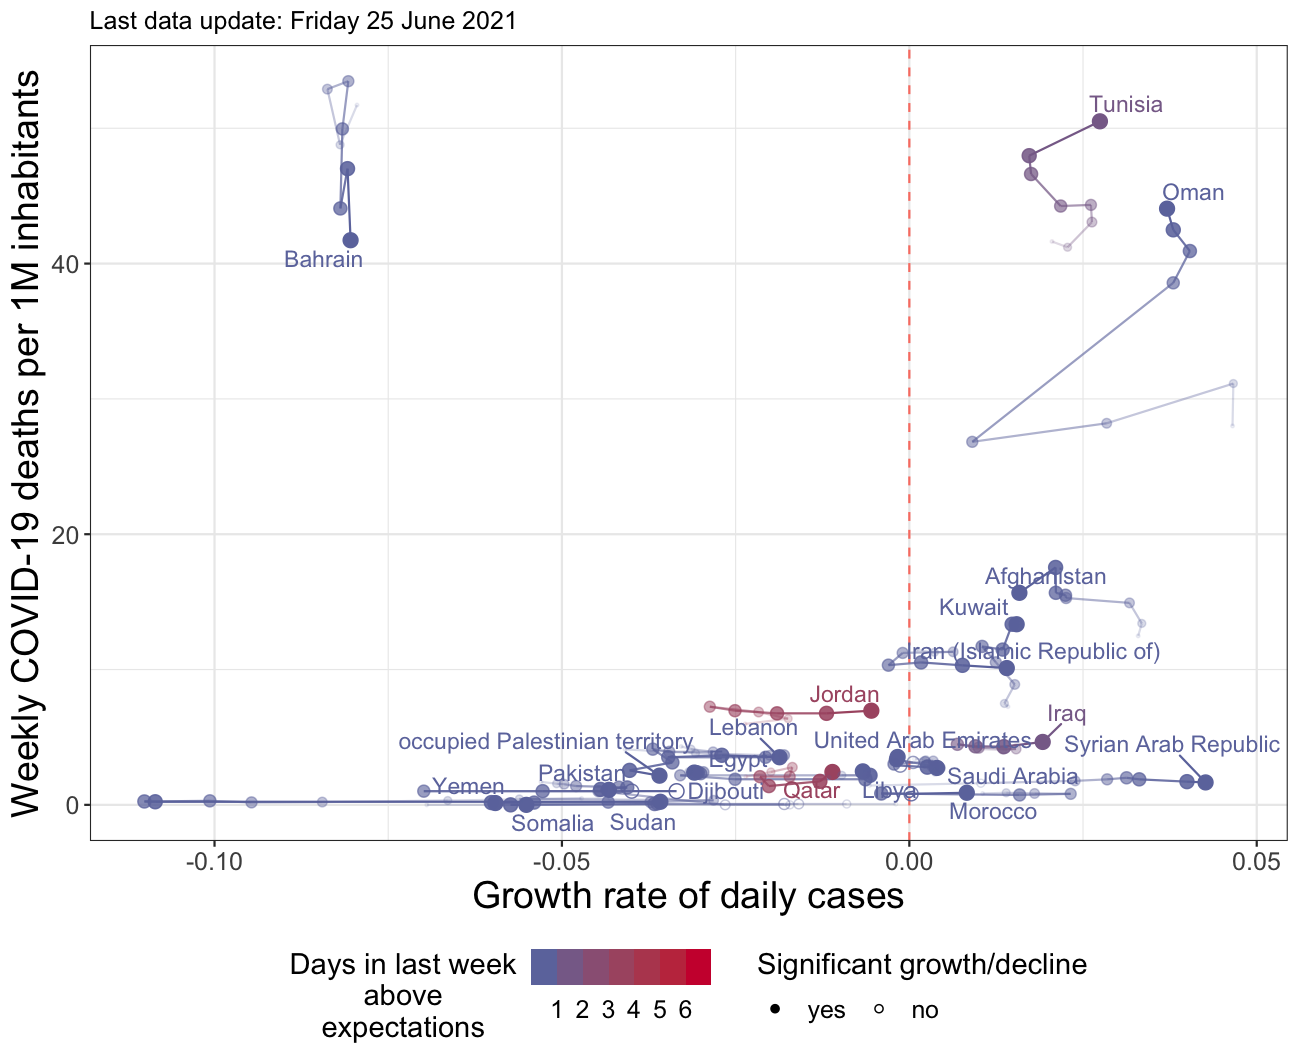 Last data update: Friday 25 June 2021
Weekly COVID-19 deaths per 1M inhabitants
40
20
0
Tunisia
Oman
Bahrain
Afghanistan
Kuwait
Iran (Islamic Republic of)
Jordan
Iraq
Lebanon
occupied Palestinian territory
United Arab Emirates
Syrian Arab Republic
Egypt
Pakistan
Saudi Arabia
Yemen
Djibouti
Qatar
Libya
Morocco
Somalia
Sudan
-0.10
-0.05
0.00
0.05
Growth rate of daily cases
Days in last week
above
expectations
1 2 3 4 5 6
Significant growth/decline
yes
no